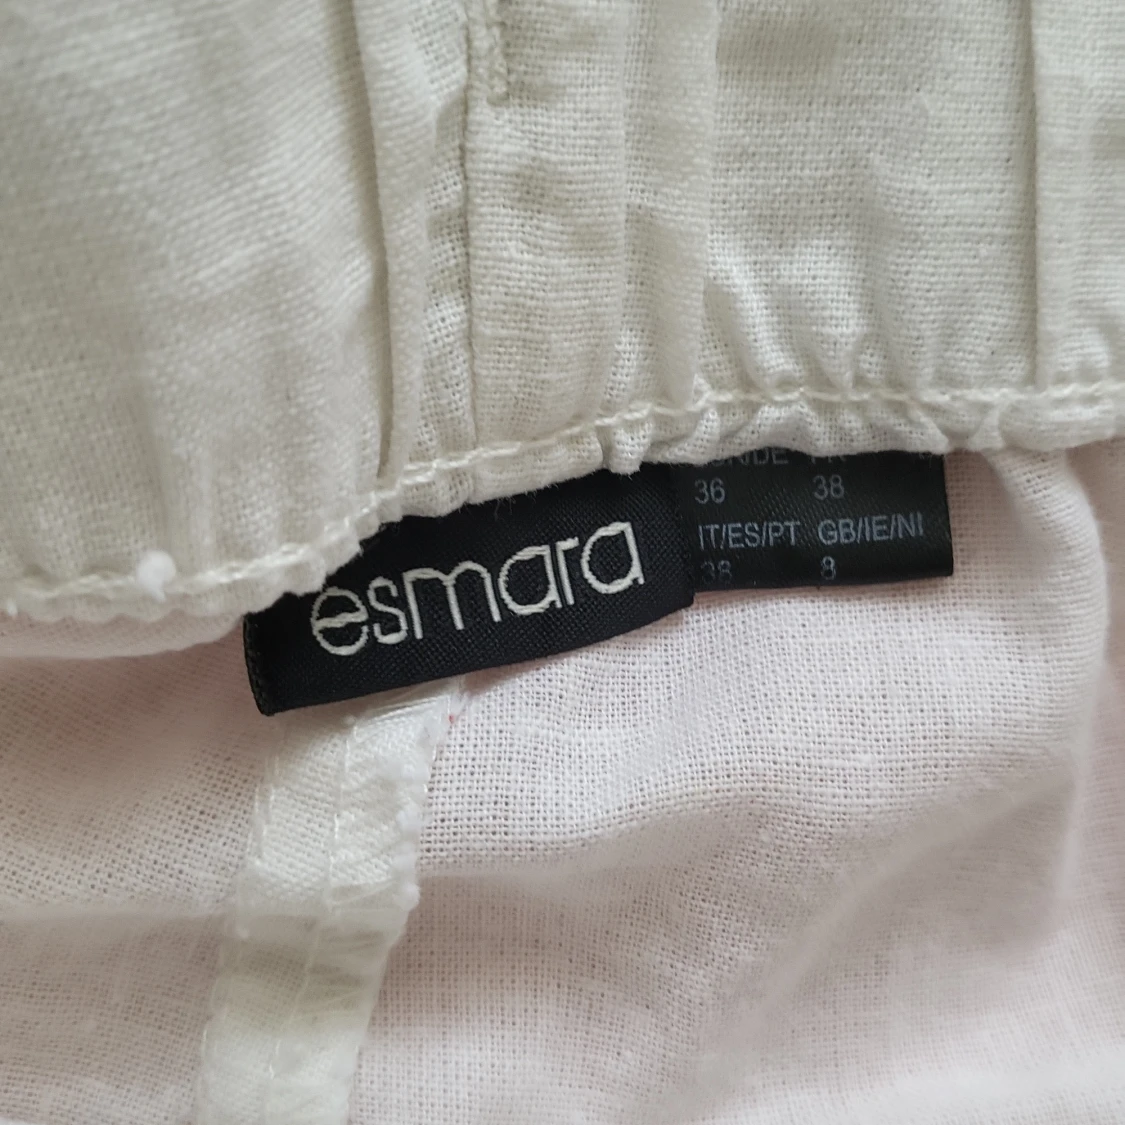 esmara
36 38
IT/ES/PT GB/IE/NI
38 8